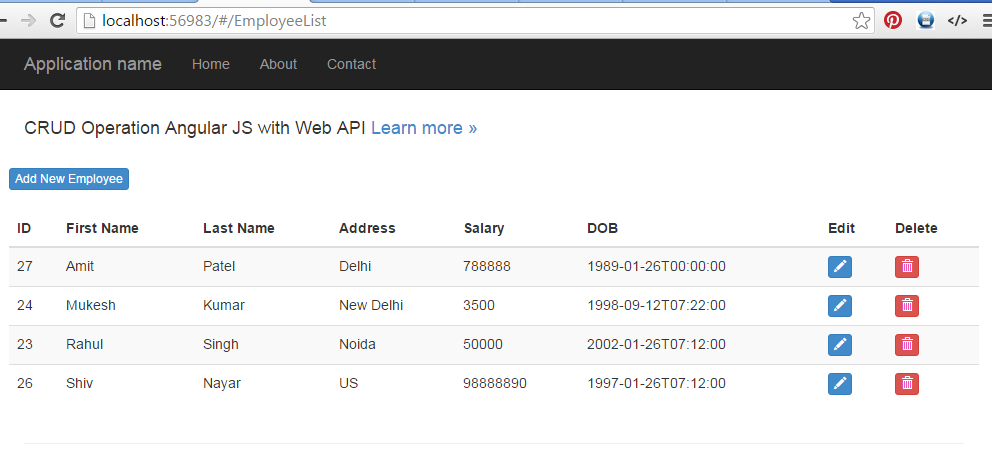 localhost:56983/#/EmployeeList
Application name Home About Contact
CRUD Operation Angular JS with Web API Learn more »
Add New Employee
ID First Name Last Name Address Salary DOB Edit Delete
27 Amit Patel Delhi 788888 1989-01-26T00:00:00
24 Mukesh Kumar New Delhi 3500 1998-09-12T07:22:00
23 Rahul Singh Noida 50000 2002-01-26T07:12:00
26 Shiv Nayar US 98888890 1997-01-26T07:12:00